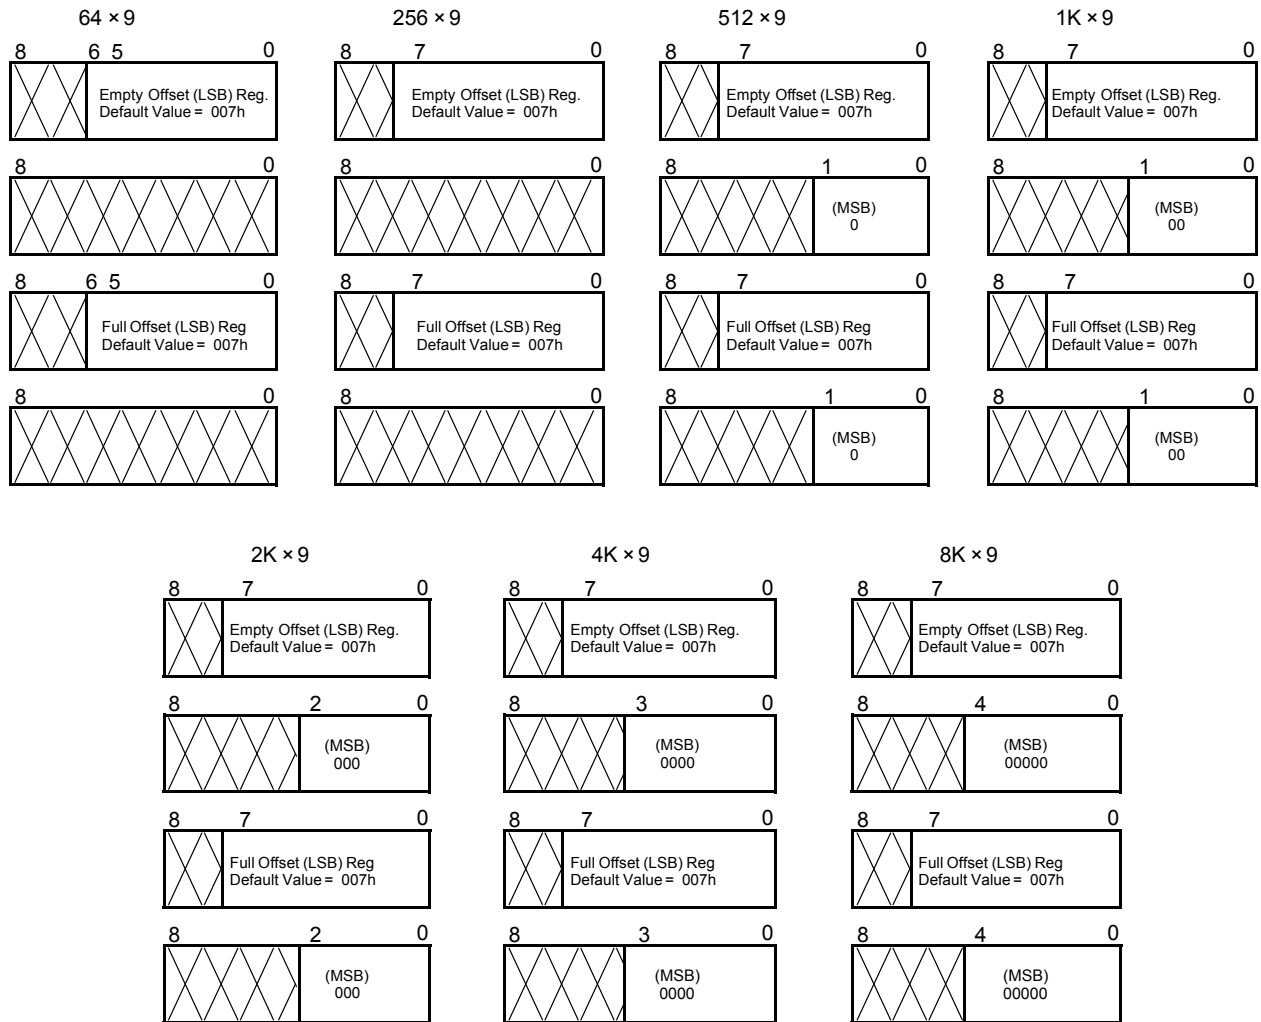 64 × 9
256 × 9
512 × 9
1K × 9
8 6 5 0
8 7 0
8 7 0
8 7 0
Empty Offset (LSB) Reg.
Default Value = 007h
Empty Offset (LSB) Reg.
Default Value = 007h
Empty Offset (LSB) Reg.
Default Value = 007h
Empty Offset (LSB) Reg.
Default Value = 007h
8 0
8 0
8 1 0
8 1 0
(MSB)
0
(MSB)
00
8 6 5 0
8 7 0
8 7 0
8 7 0
Full Offset (LSB) Reg
Default Value = 007h
Full Offset (LSB) Reg
Default Value = 007h
Full Offset (LSB) Reg
Default Value = 007h
Full Offset (LSB) Reg
Default Value = 007h
8 0
8 0
8 1 0
8 1 0
(MSB)
0
(MSB)
00
2K × 9
4K × 9
8K × 9
8 7 0
8 7 0
8 7 0
Empty Offset (LSB) Reg.
Default Value = 007h
Empty Offset (LSB) Reg.
Default Value = 007h
Empty Offset (LSB) Reg.
Default Value = 007h
8 2 0
8 3 0
8 4 0
(MSB)
000
(MSB)
0000
(MSB)
00000
8 7 0
8 7 0
8 7 0
Full Offset (LSB) Reg
Default Value = 007h
Full Offset (LSB) Reg
Default Value = 007h
Full Offset (LSB) Reg
Default Value = 007h
8 2 0
8 3 0
8 4 0
(MSB)
000
(MSB)
0000
(MSB)
00000